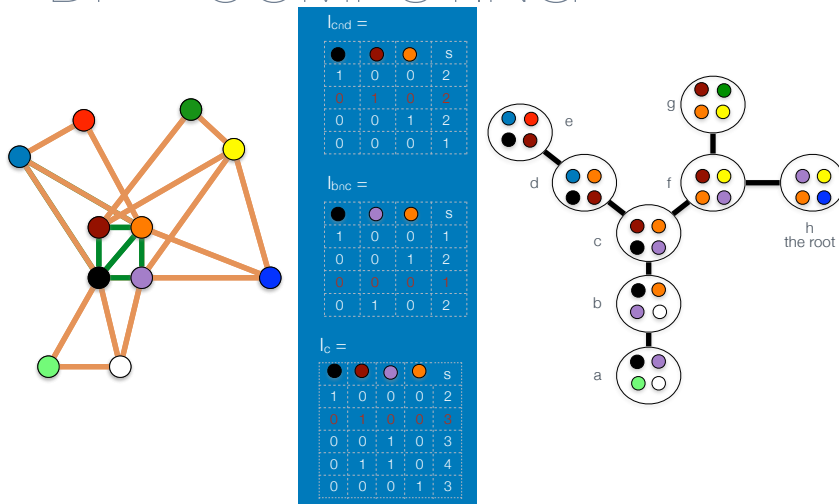 I_cnd =
s
1 0 0 2
0 1 0 2
0 0 1 2
0 0 0 1
I_bnc =
s
1 0 0 1
0 0 1 2
0 0 0 1
0 1 0 2
I_c =
s
1 0 0 0 2
0 1 0 0 3
0 0 1 0 3
0 1 1 0 4
0 0 0 1 3
e
g
d
f
h
the root
c
b
a